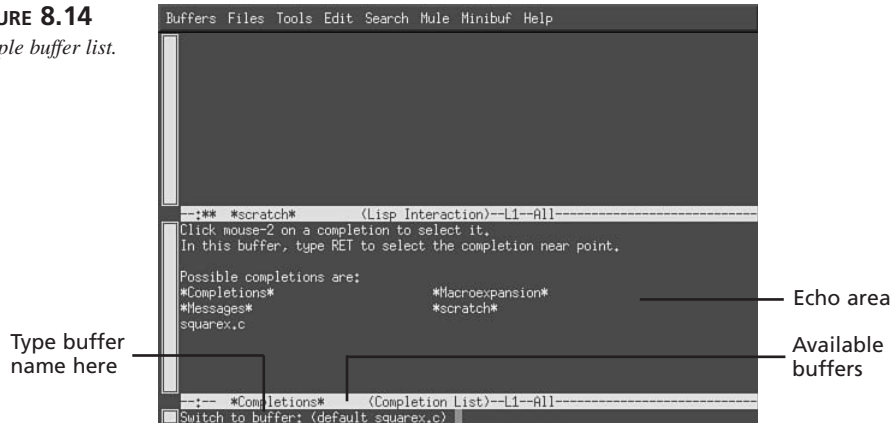 URE 8.14
ple buffer list.
Buffers Files Tools Edit Search Mule Minibuf Help
--:** *scratch* (Lisp Interaction)--L1--All----------------------------
Click mouse-2 on a completion to select it.
In this buffer, type RET to select the completion near point.
Possible completions are:
*Completions* *Macroexpansion*
*Messages* *scratch*
squarex.c
Echo area
Type buffer
name here
Available
buffers
--:-- *Completions* (Completion List)--L1--All----------------------------
Switch to buffer: (default squarex.c)